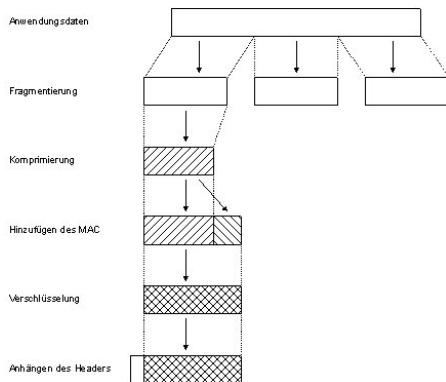 Anwendungsdaten
Fragmentierung
Komprimierung
Hinzufügen des MAC
Verschlüsselung
Anhängen des Headers